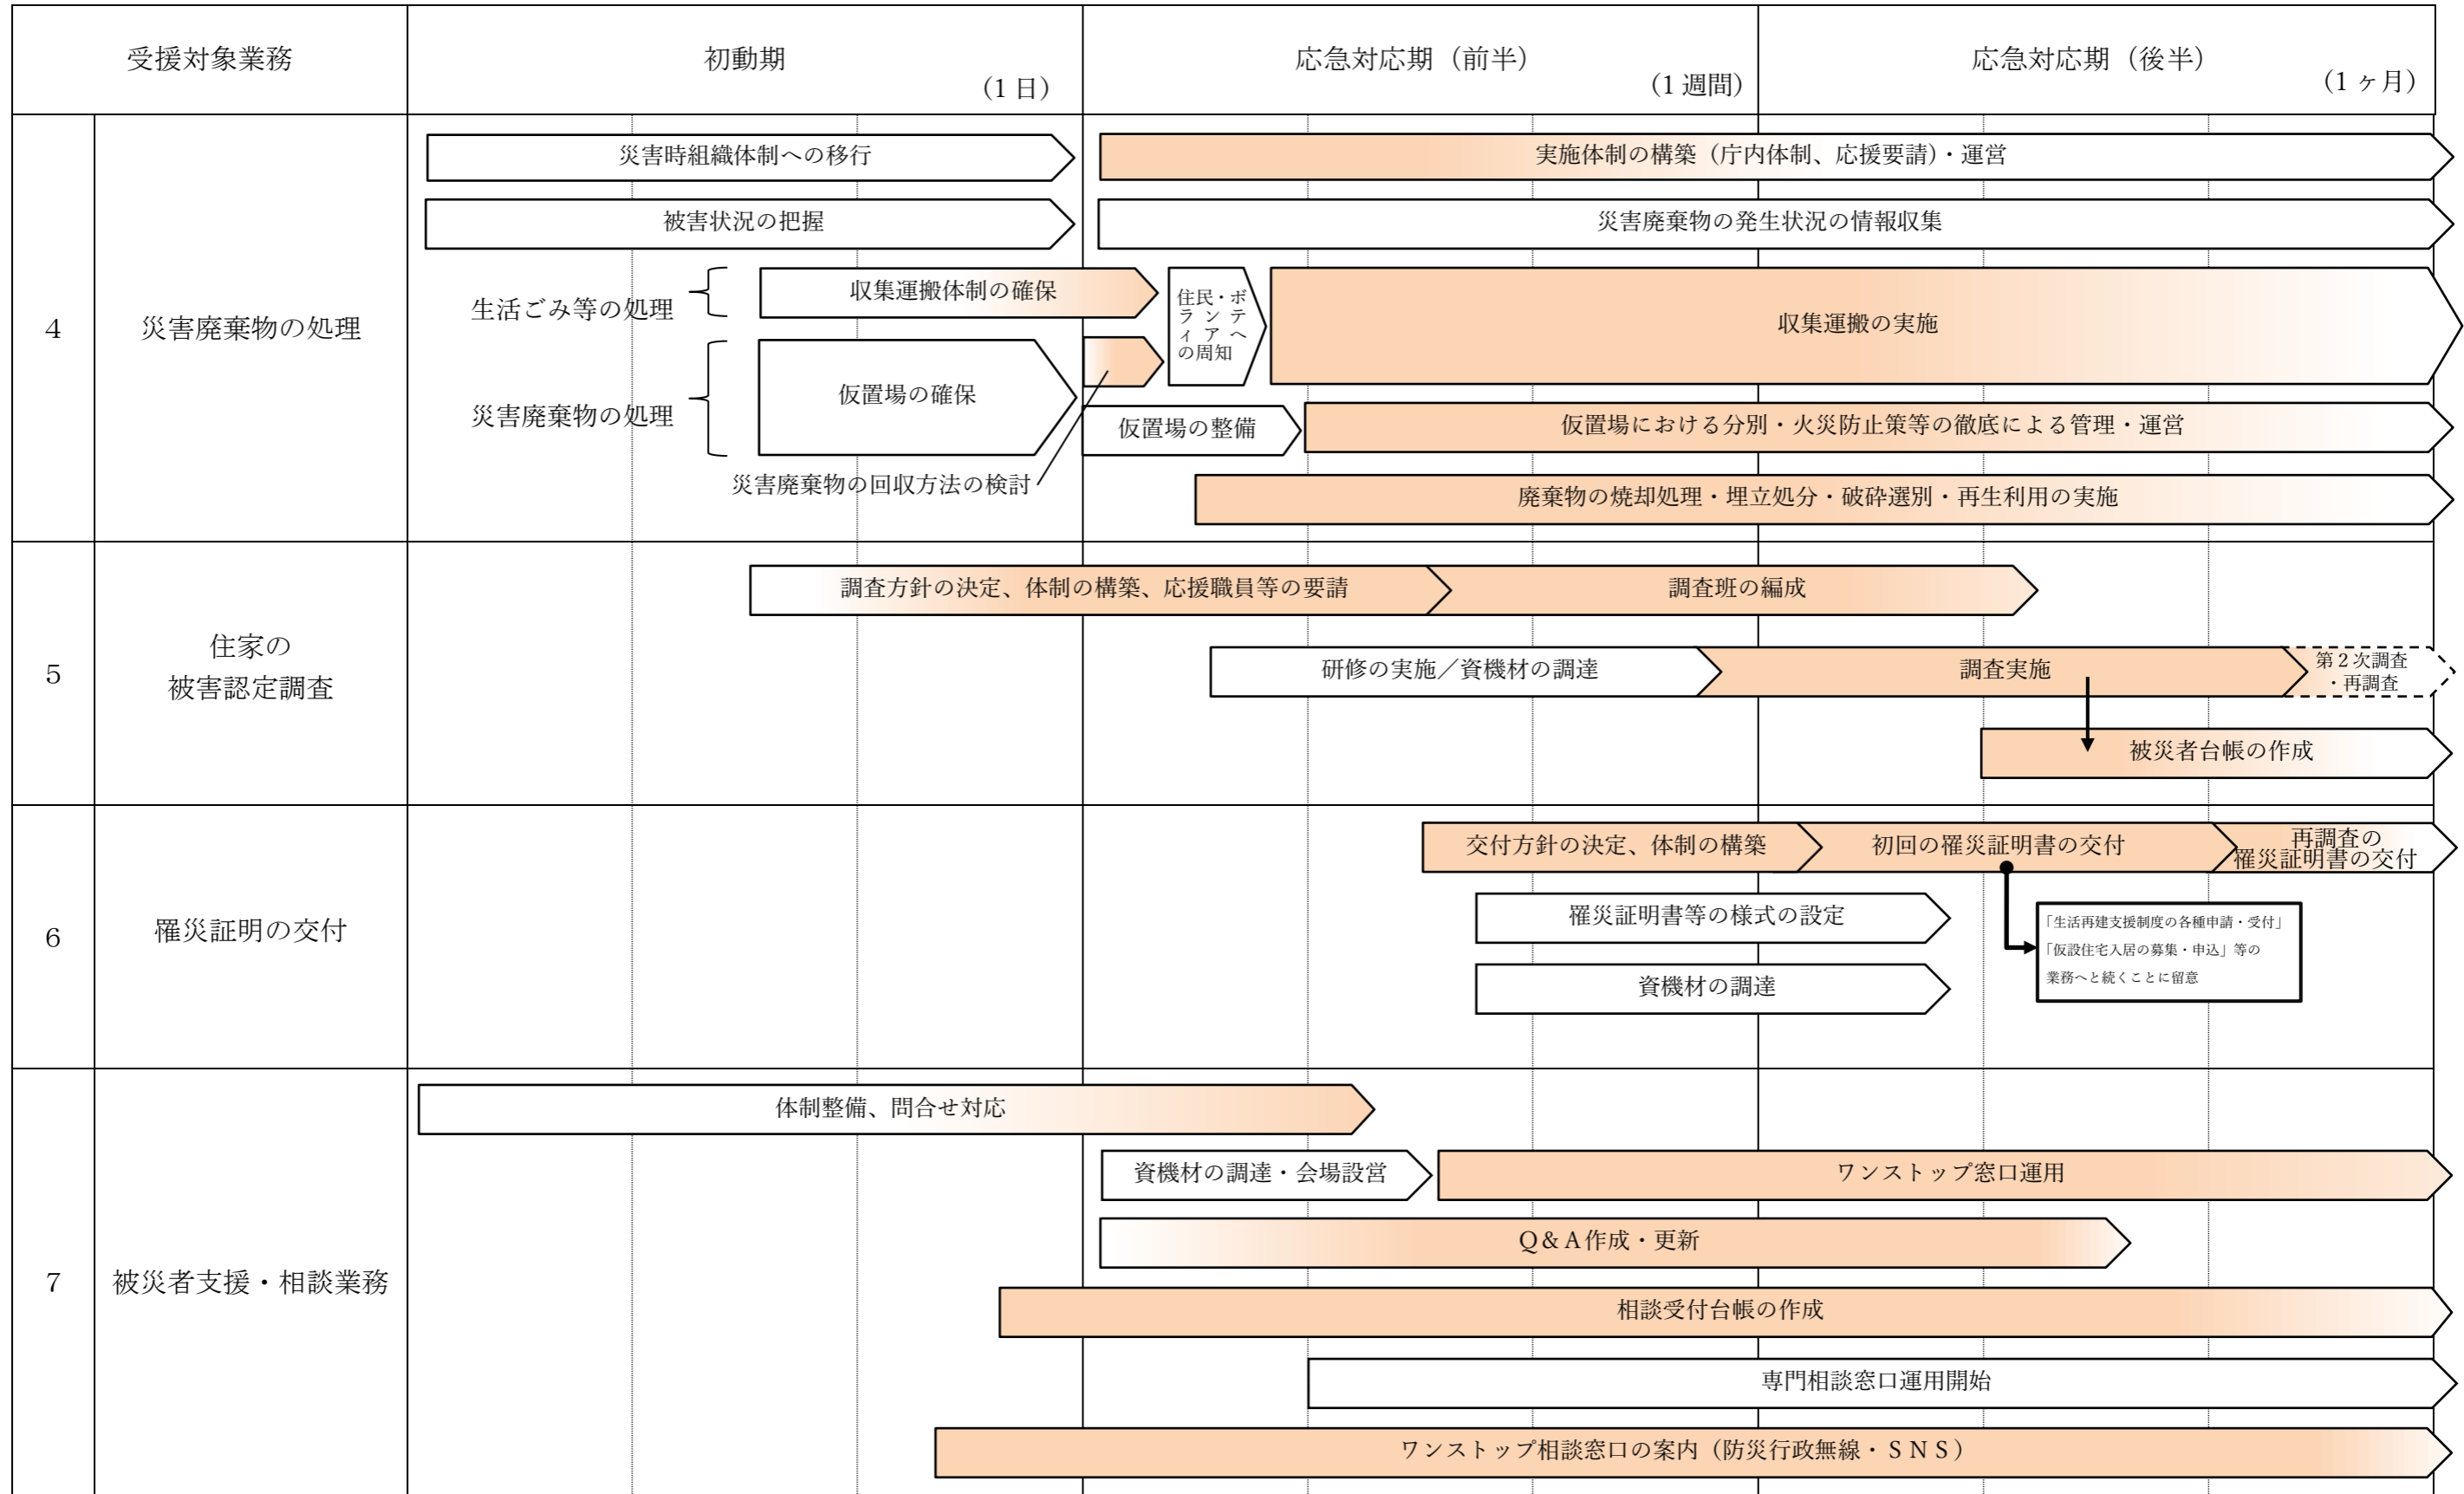 受援対象業務
初動期
（1 日）
応急対応期（前半）
（1 週間）
応急対応期（後半）
（1 ヶ月）
4
災害廃棄物の処理
災害時組織体制への移行
実施体制の構築（庁内体制、応援要請）・運営
被害状況の把握
災害廃棄物の発生状況の情報収集
生活ごみ等の処理
収集運搬体制の確保
住民・ボ
ランテ
ィアへ
の周知
収集運搬の実施
災害廃棄物の処理
仮置場の確保
仮置場の整備
仮置場における分別・火災防止策等の徹底による管理・運営
災害廃棄物の回収方法の検討
廃棄物の焼却処理・埋立処分・破砕選別・再生利用の実施
5
住家の
被害認定調査
調査方針の決定、体制の構築、応援職員等の要請
調査班の編成
研修の実施／資機材の調達
調査実施
第２次調査
・再調査
被災者台帳の作成
6
罹災証明の交付
交付方針の決定、体制の構築
初回の罹災証明書の交付
再調査の
罹災証明書の交付
罹災証明書等の様式の設定
資機材の調達
「生活再建支援制度の各種申請・受付」
「仮設住宅入居の募集・申込」等の
業務へと続くことに留意
7
被災者支援・相談業務
体制整備、問合せ対応
資機材の調達・会場設営
ワンストップ窓口運用
Ｑ＆Ａ作成・更新
相談受付台帳の作成
専門相談窓口運用開始
ワンストップ相談窓口の案内（防災行政無線・ＳＮＳ）